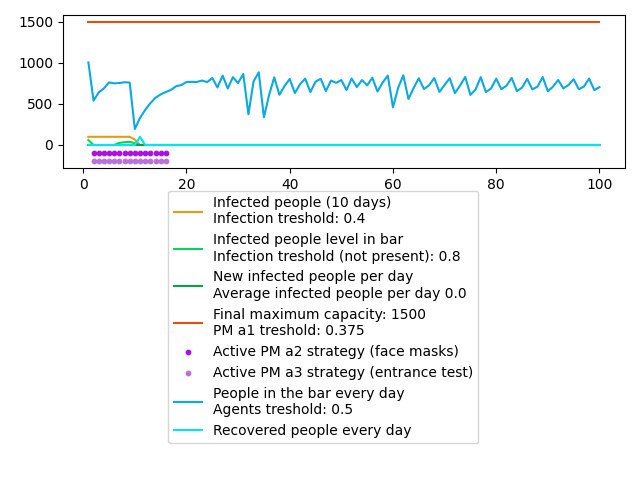 1500
1000
500
0
0
20
40
60
80
100
Infected people (10 days)
Infection treshold: 0.4
Infected people level in bar
Infection treshold (not present): 0.8
New infected people per day
Average infected people per day 0.0
Final maximum capacity: 1500
PM a1 treshold: 0.375
Active PM a2 strategy (face masks)
Active PM a3 strategy (entrance test)
People in the bar every day
Agents treshold: 0.5
Recovered people every day